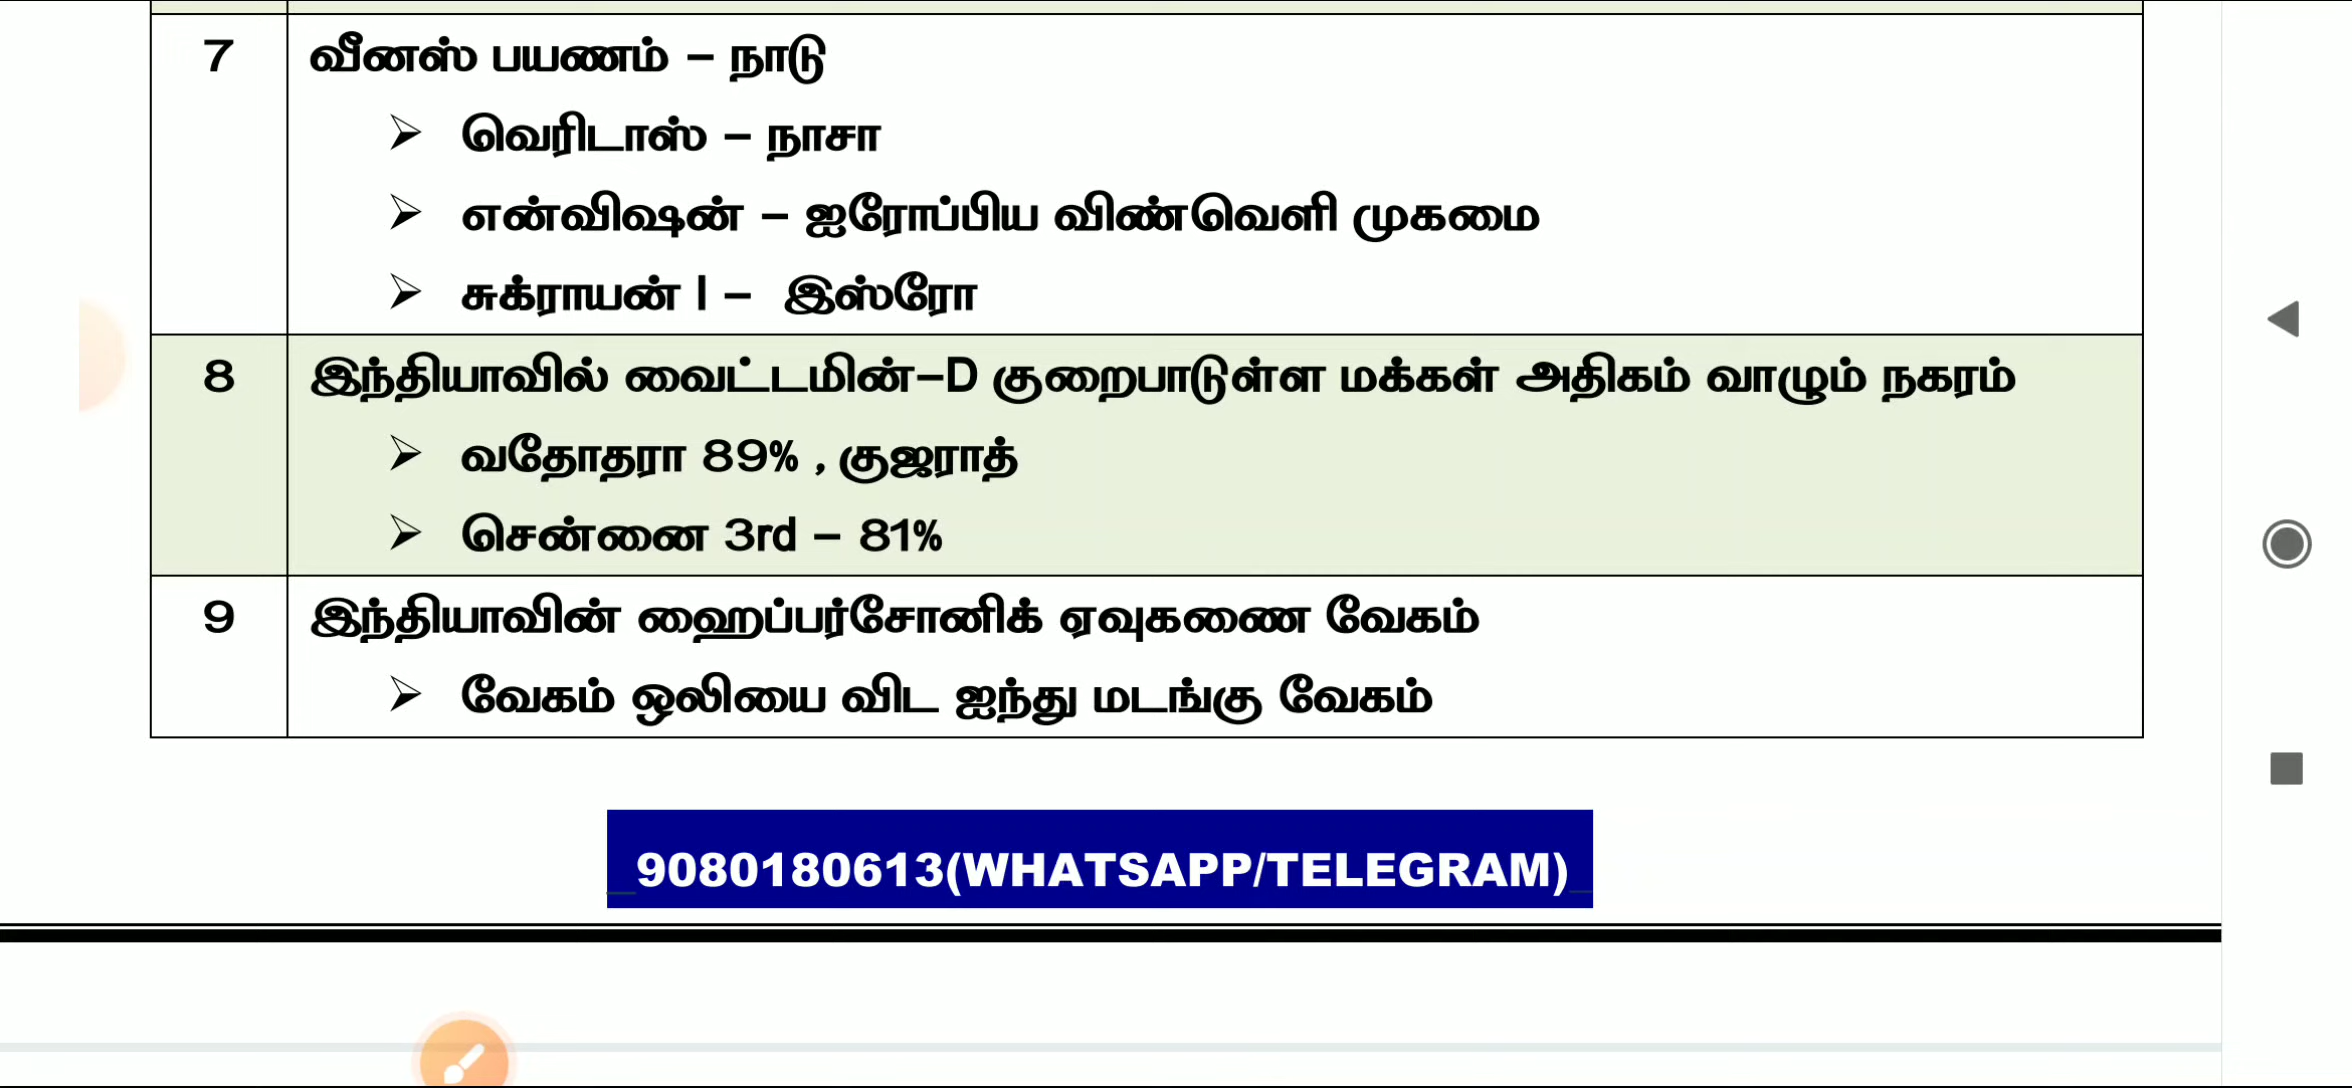 7 வீனஸ் பயணம் – நாடு
➢ வெரிடாஸ் – நாசா
➢ என்விஷன் – ஐரோப்பிய விண்வெளி முகமை
➢ சுக்ராயன் I – இஸ்ரோ
8 இந்தியாவில் வைட்டமின்–D குறைபாடுள்ள மக்கள் அதிகம் வாழும் நகரம்
➢ வதோதரா 89% , குஜராத்
➢ சென்னை 3rd – 81%
9 இந்தியாவின் ஹைப்பர்சோனிக் ஏவுகணை வேகம்
➢ வேகம் ஒலியை விட ஐந்து மடங்கு வேகம்
_9080180613(WHATSAPP/TELEGRAM)_